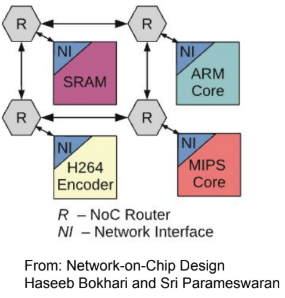 R
R
NI
SRAM
NI
ARM
Core
R
R
NI
H264
Encoder
NI
MIPS
Core
R – NoC Router
NI – Network Interface
From: Network-on-Chip Design
Haseeb Bokhari and Sri Parameswaran